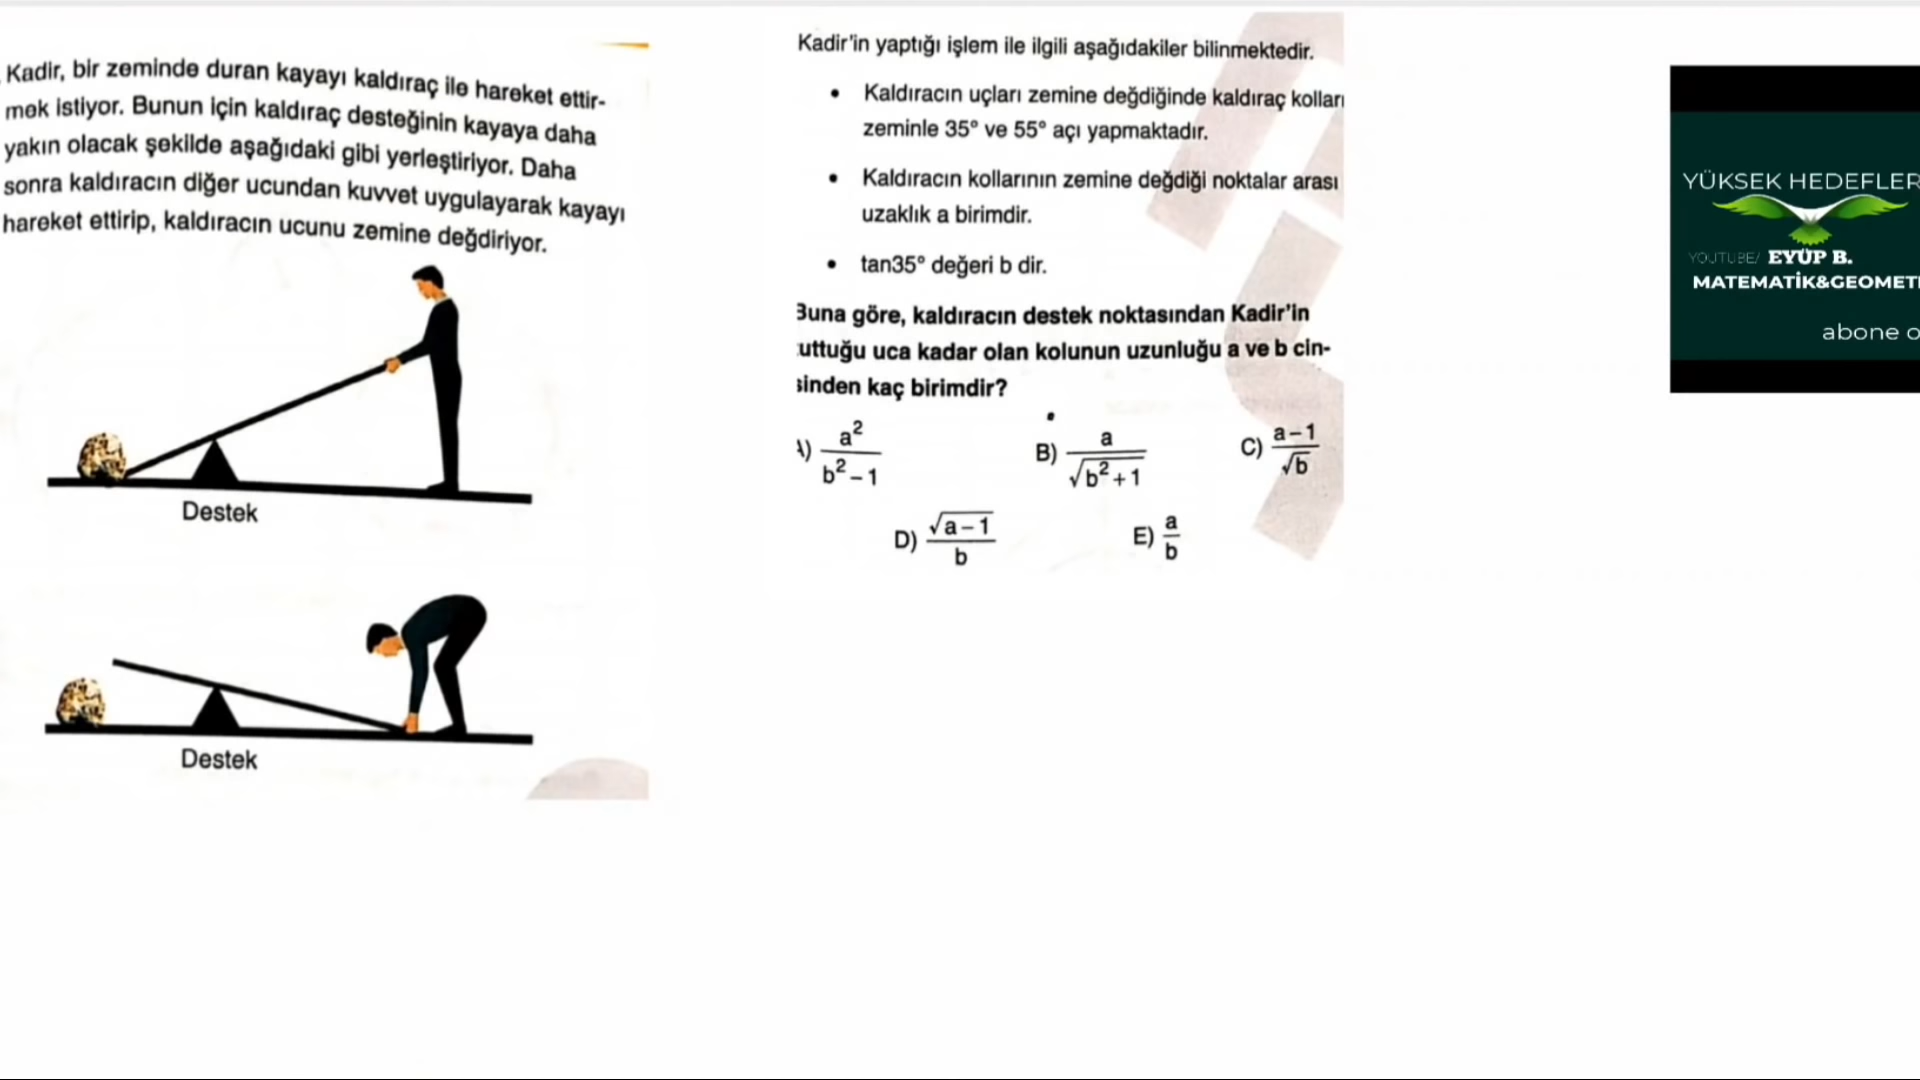 Kadir, bir zeminde duran kayayı kaldıraç ile hareket ettir-
mek istiyor. Bunun için kaldıraç desteğinin kayaya daha
yakın olacak şekilde aşağıdaki gibi yerleştiriyor. Daha
sonra kaldıracın diğer ucundan kuvvet uygulayarak kayayı
hareket ettirip, kaldıracın ucunu zemine değdiriyor.
Destek
Destek
Kadir'in yaptığı işlem ile ilgili aşağıdakiler bilinmektedir.
• Kaldıracın uçları zemine değdiğinde kaldıraç kolları
zeminle 35° ve 55° açı yapmaktadır.
• Kaldıracın kollarının zemine değdiği noktalar arası
uzaklık a birimdir.
• tan35° değeri b dir.
Buna göre, kaldıracın destek noktasından Kadir'in
tuttuğu uca kadar olan kolunun uzunluğu a ve b cin-
sinden kaç birimdir?
A) a²/(b² – 1) B) a/√(b² + 1) C) (a – 1)/√b
D) √(a – 1)/b E) a/b
YÜKSEK HEDEFLER
YOUTUBE/ EYÜP B.
MATEMATİK&GEOMET
abone o